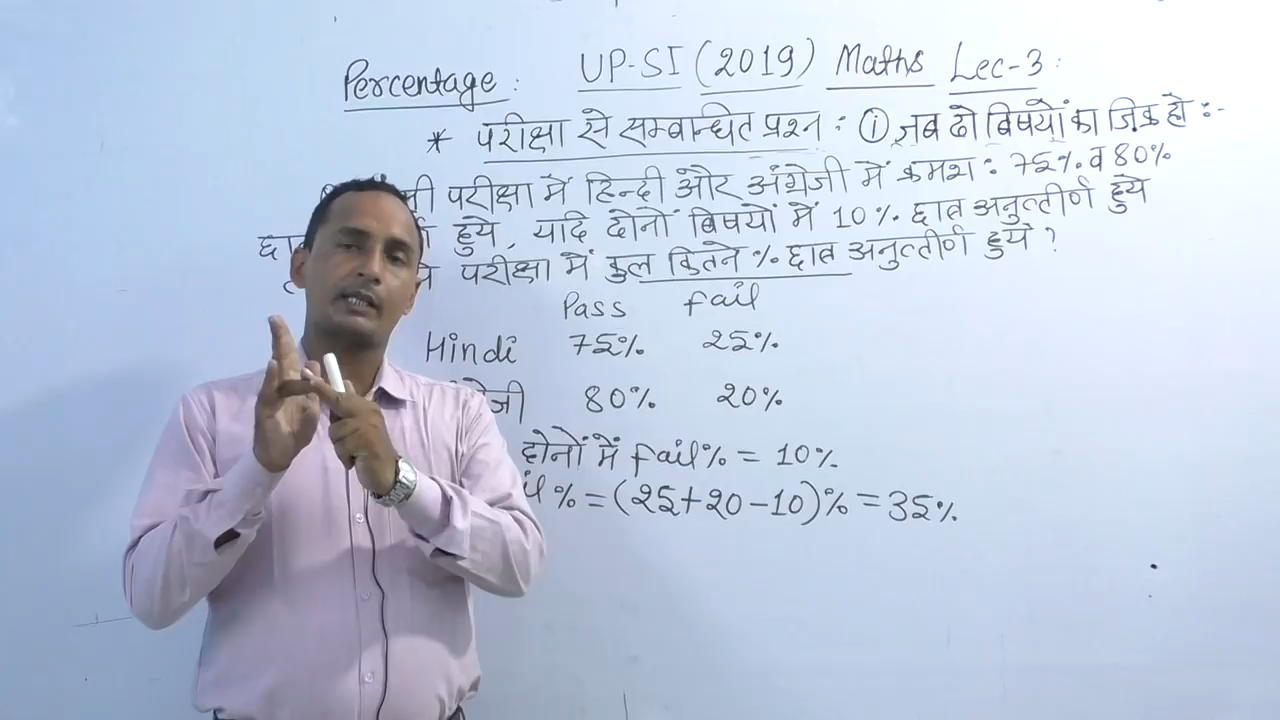 Percentage : UP-SI (2019) Maths Lec-3 :
* परीक्षा से सम्बान्धित प्रश्न : ① जब दो विषयों का जिक्र हो :-
परीक्षा में हिन्दी और अंग्रेजी में क्रमश : 75% व 80%
हुये , यदि दोनों विषयों में 10% छात्र अनुत्तीर्ण हुये
परीक्षा में कुल कितने % छात्र अनुत्तीर्ण हुये ?
Pass fail
Hindi 75% 25%
80% 20%
दोनों में fail% = 10%
% = (25+20-10)% = 35%